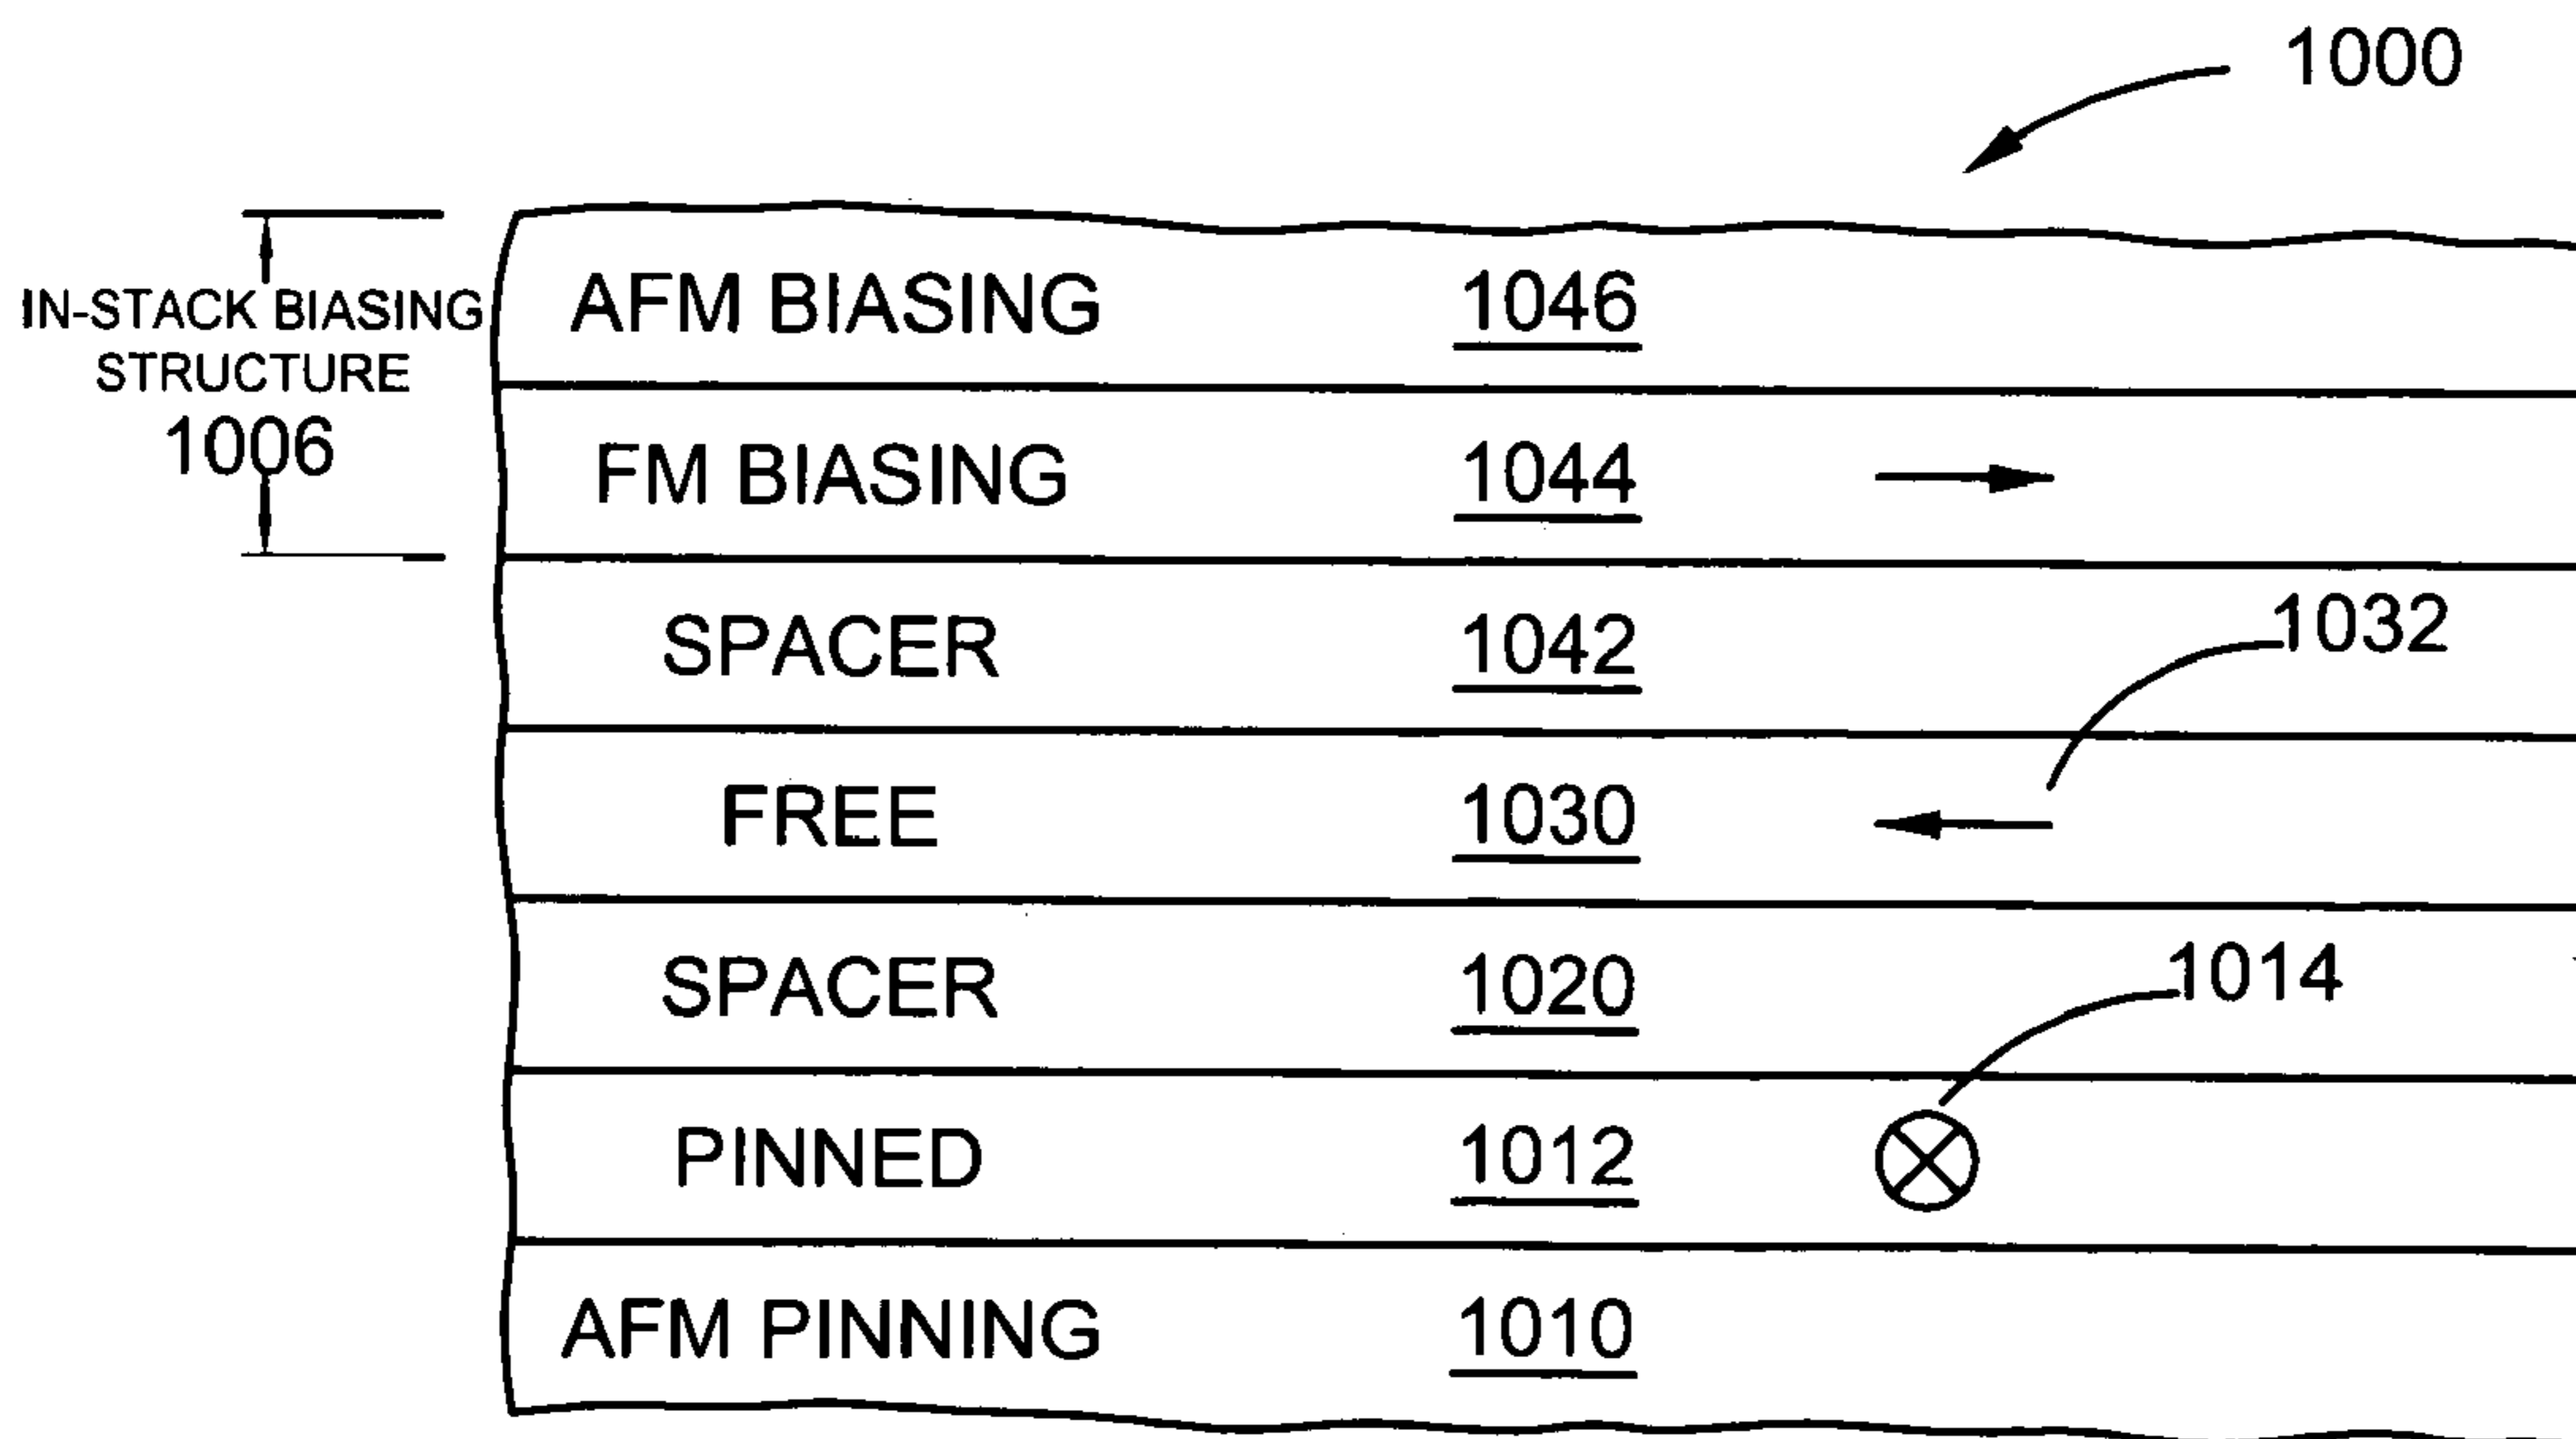 1000
AFM BIASING 1046
IN-STACK BIASING
STRUCTURE
1006
FM BIASING 1044
SPACER 1042
1032
FREE 1030
SPACER 1020
1014
PINNED 1012
AFM PINNING 1010